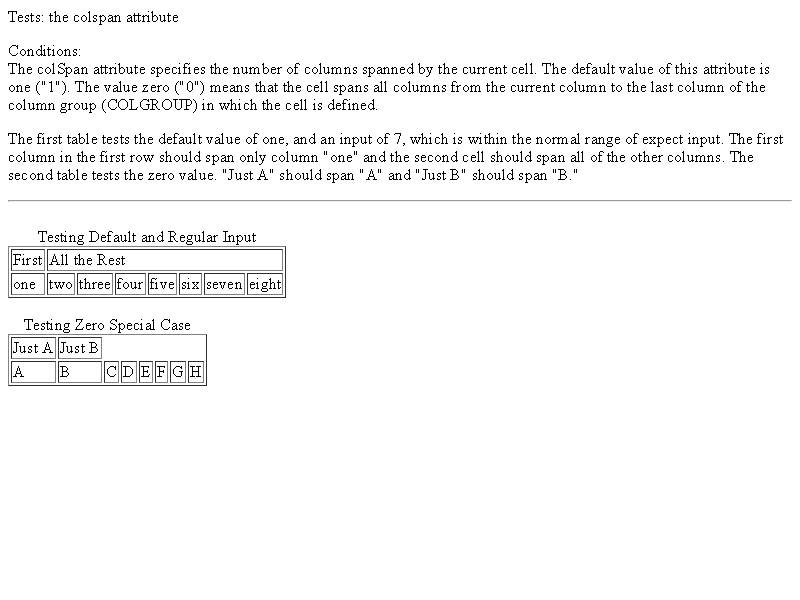 Tests: the colspan attribute
Conditions:
The colSpan attribute specifies the number of columns spanned by the current cell. The default value of this attribute is
one ("1"). The value zero ("0") means that the cell spans all columns from the current column to the last column of the
column group (COLGROUP) in which the cell is defined.
The first table tests the default value of one, and an input of 7, which is within the normal range of expect input. The first
column in the first row should span only column "one" and the second cell should span all of the other columns. The
second table tests the zero value. "Just A" should span "A" and "Just B" should span "B."
Testing Default and Regular Input
First All the Rest
one two three four five six seven eight
Testing Zero Special Case
Just A Just B
A B C D E F G H